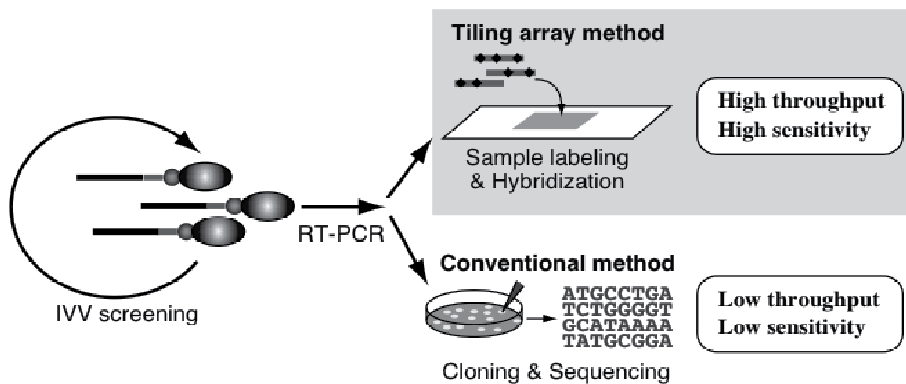 Tiling array method
Sample labeling
& Hybridization
High throughput
High sensitivity
IVV screening
RT-PCR
Conventional method
ATGCCTGA
TCTGGGGT
GCATAAAA
TATGCGGA
Cloning & Sequencing
Low throughput
Low sensitivity